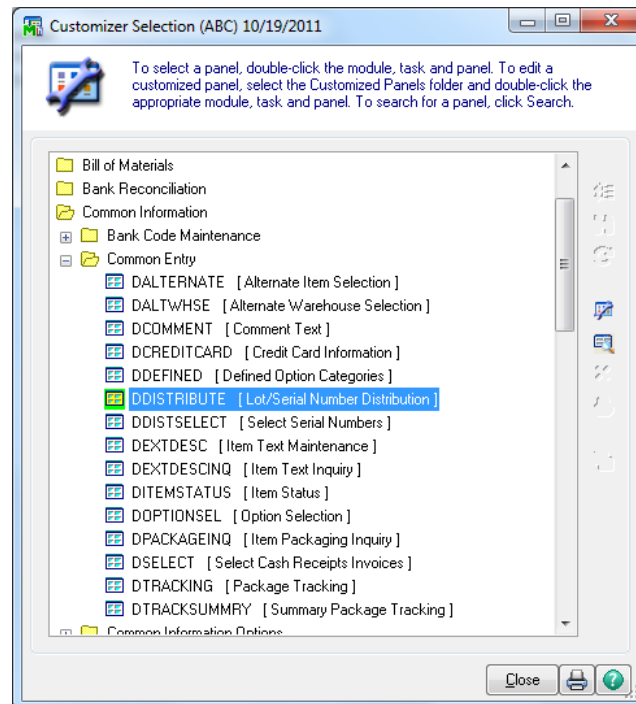 Customizer Selection (ABC) 10/19/2011
To select a panel, double-click the module, task and panel. To edit a
customized panel, select the Customized Panels folder and double-click the
appropriate module, task and panel. To search for a panel, click Search.
Bill of Materials
Bank Reconciliation
Common Information
Bank Code Maintenance
Common Entry
DALTERNATE [ Alternate Item Selection ]
DALTWHSE [ Alternate Warehouse Selection ]
DCOMMENT [ Comment Text ]
DCREDITCARD [ Credit Card Information ]
DDEFINED [ Defined Option Categories ]
DDISTRIBUTE [ Lot/Serial Number Distribution ]
DDISTSELECT [ Select Serial Numbers ]
DEXTDESC [ Item Text Maintenance ]
DEXTDESCINQ [ Item Text Inquiry ]
DITEMSTATUS [ Item Status ]
DOPTIONSEL [ Option Selection ]
DPACKAGEINQ [ Item Packaging Inquiry ]
DSELECT [ Select Cash Receipts Invoices ]
DTRACKING [ Package Tracking ]
DTRACKSUMMRY [ Summary Package Tracking ]
Common Information Options
Close